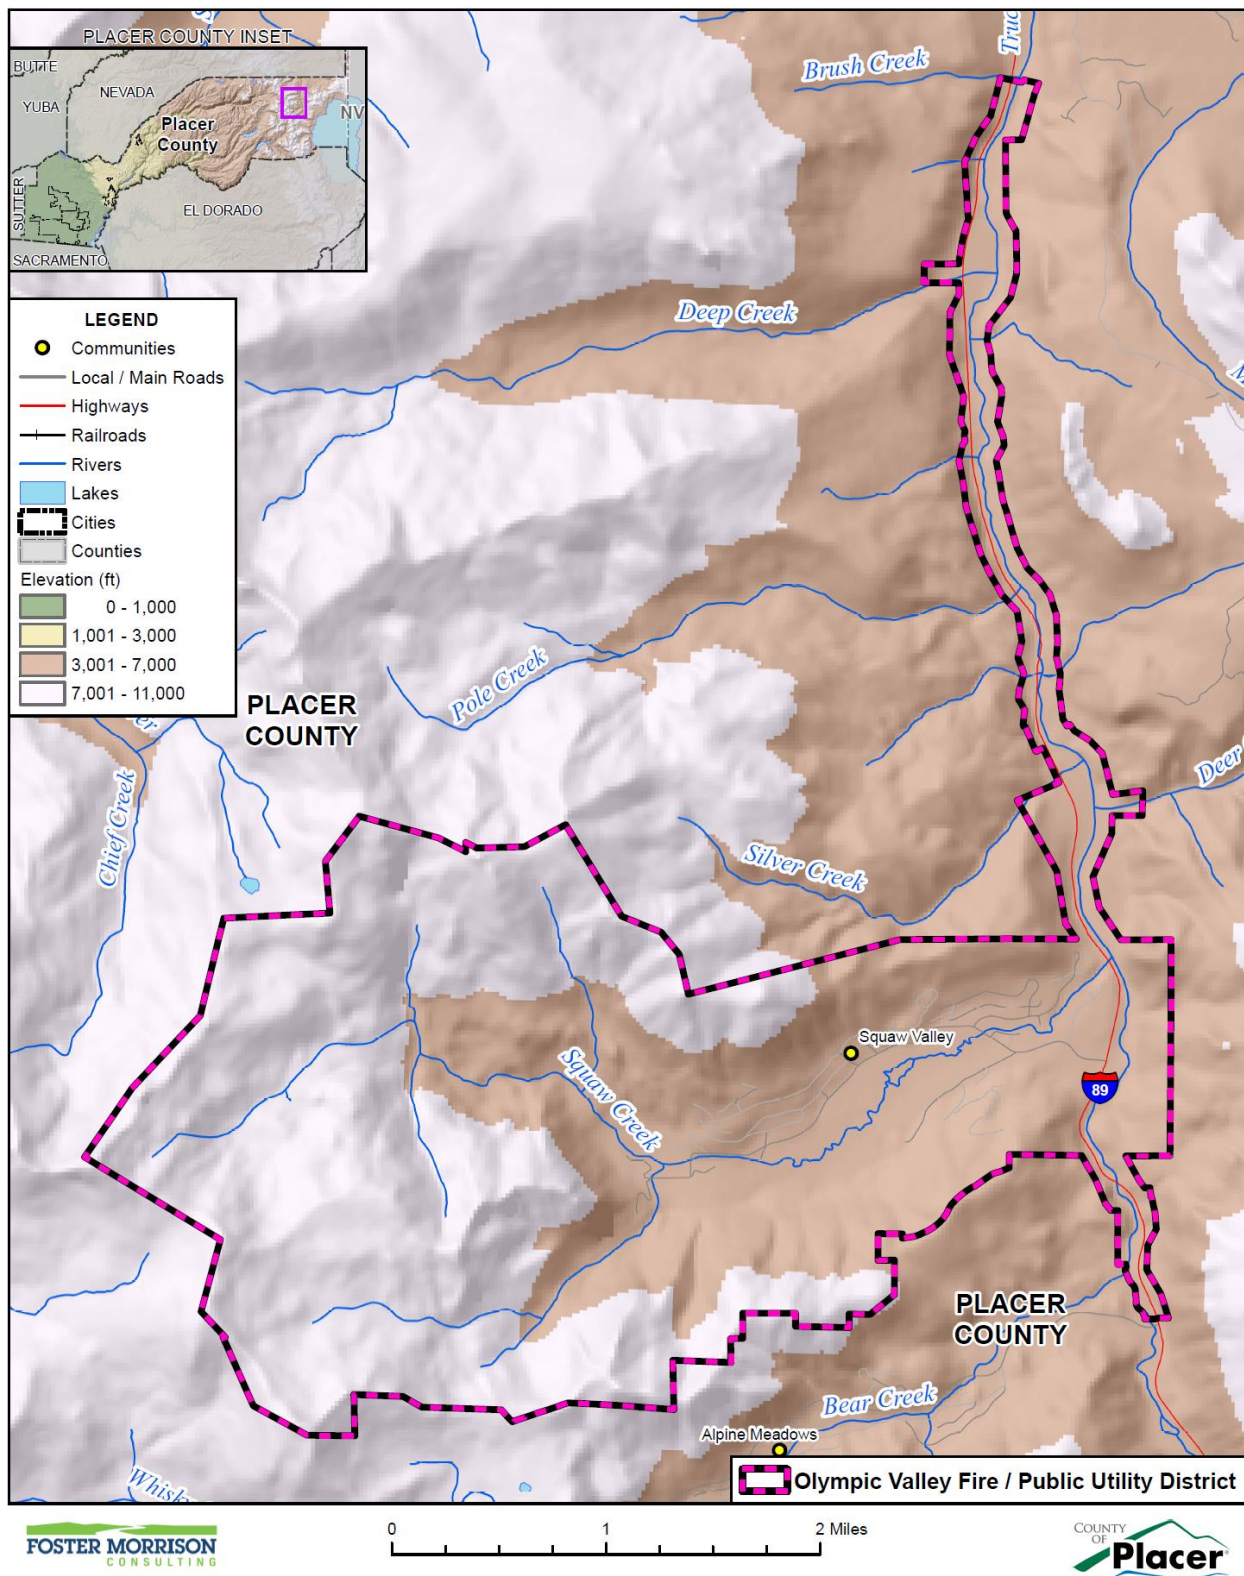 PLACER COUNTY INSET
BUTTE
NEVADA
YUBA
Placer
County
NV
SUTTER
EL DORADO
SACRAMENTO
Truc
Brush Creek
Deep Creek
LEGEND
Communities
Local / Main Roads
Highways
Railroads
Rivers
Lakes
Cities
Counties
Elevation (ft)
0 - 1,000
1,001 - 3,000
3,001 - 7,000
7,001 - 11,000
M
Pole Creek
PLACER
COUNTY
er
Deer
Chief Creek
Silver Creek
Squaw Valley
Squaw Creek
89
PLACER
COUNTY
Bear Creek
Alpine Meadows
Whisky
Olympic Valley Fire / Public Utility District
FOSTER MORRISON
CONSULTING
0 1 2 Miles
COUNTY
OF
Placer